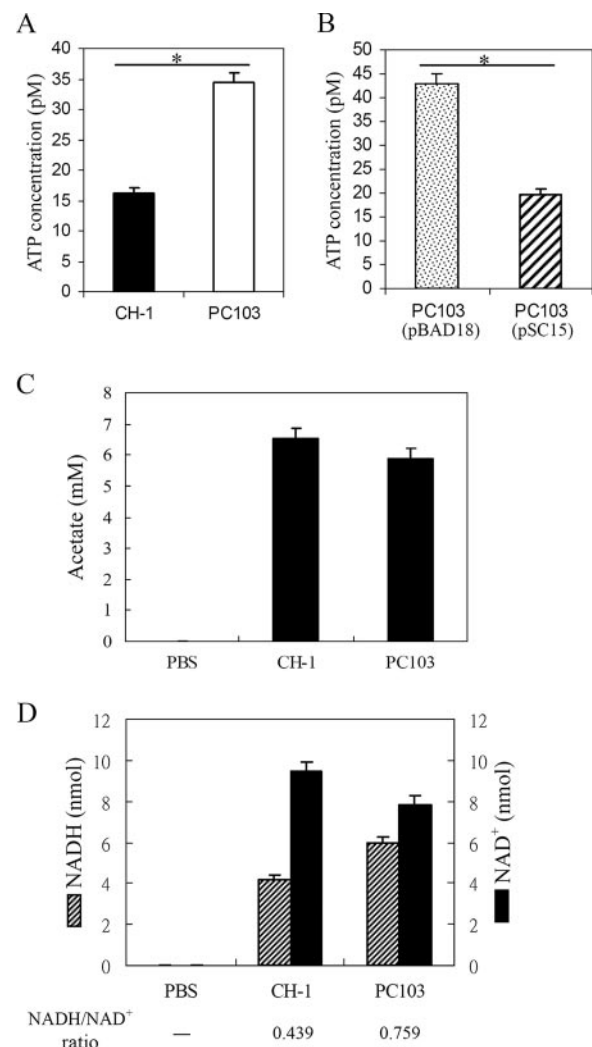 A
ATP concentration (pM)
40
35
30
25
20
15
10
5
0
*
CH-1
PC103
B
ATP concentration (pM)
50
45
40
35
30
25
20
15
10
5
0
*
PC103
(pBAD18)
PC103
(pSC15)
C
Acetate (mM)
8
7
6
5
4
3
2
1
0
PBS
CH-1
PC103
D
NADH (nmol)
12
10
8
6
4
2
0
12
10
8
6
4
2
0
NAD⁺ (nmol)
PBS
CH-1
PC103
NADH/NAD⁺
ratio
— 0.439 0.759